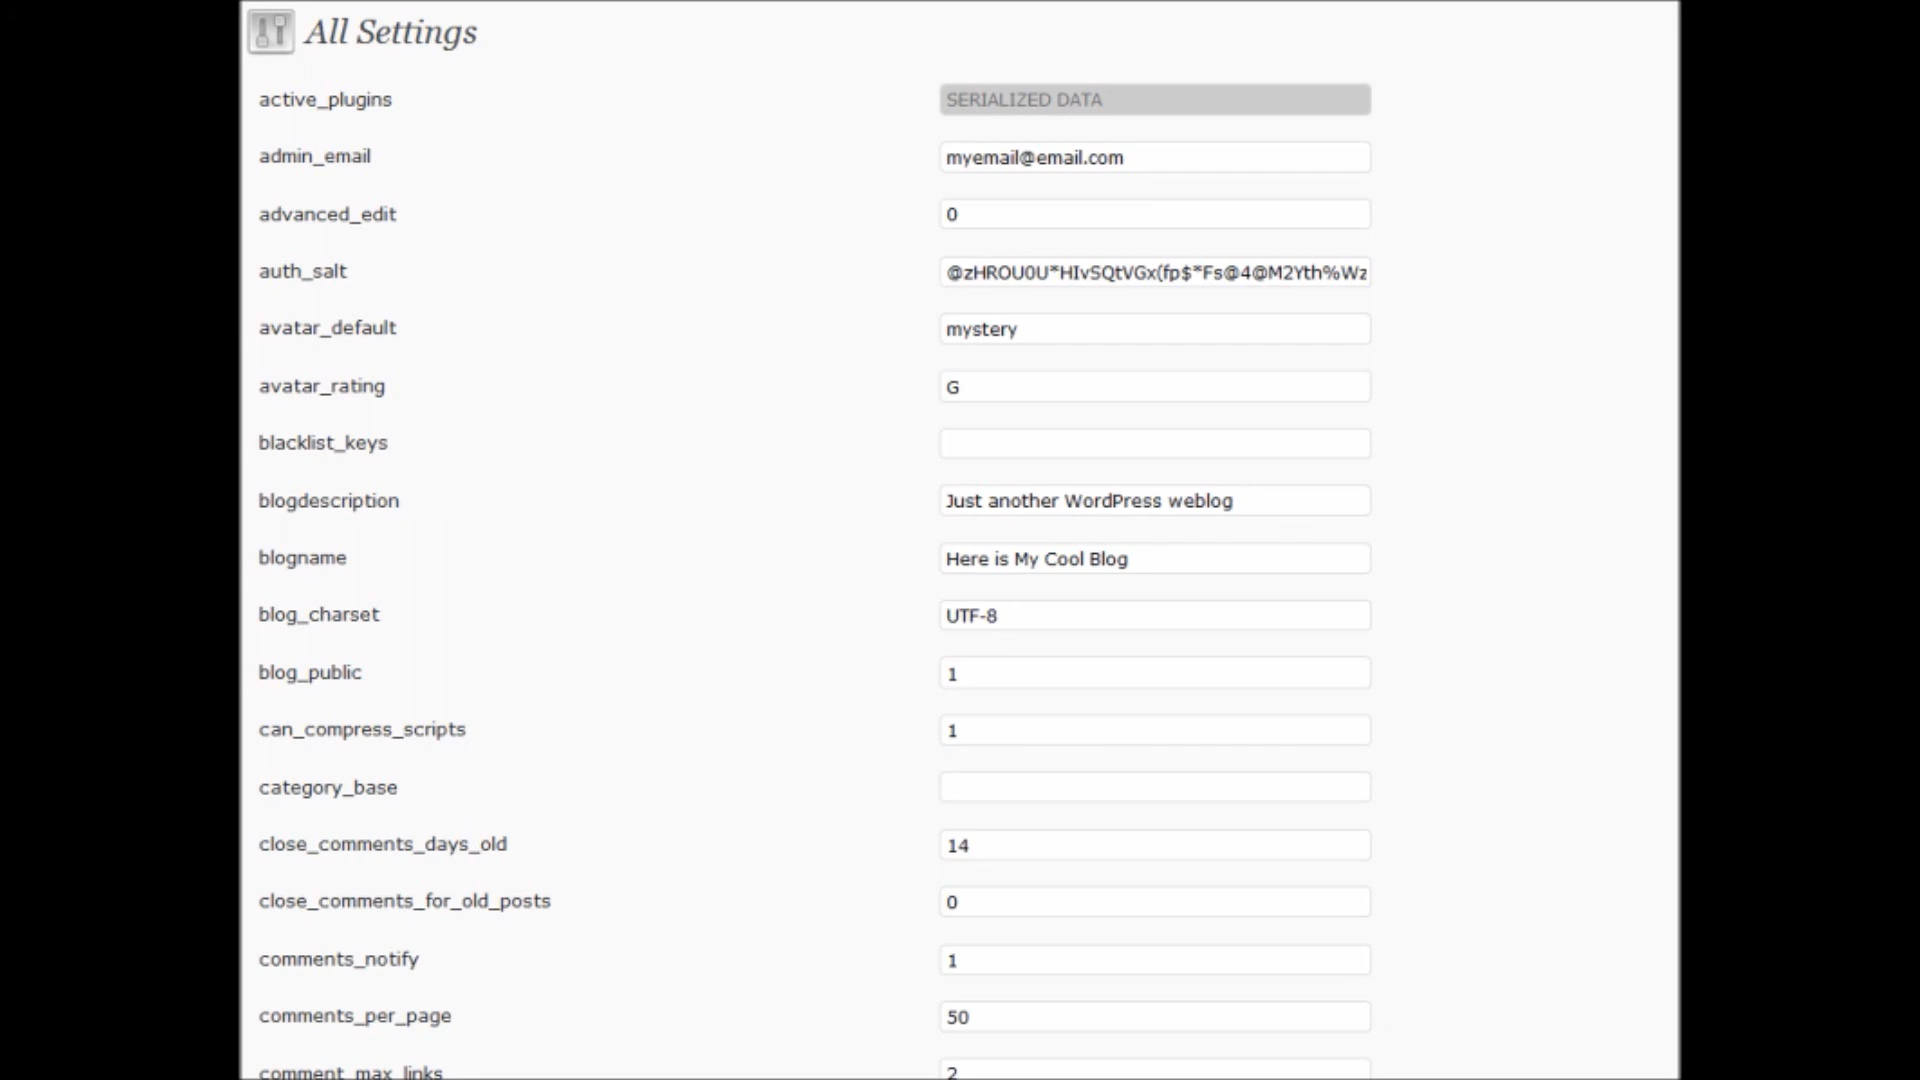 All Settings
active_plugins SERIALIZED DATA
admin_email myemail@email.com
advanced_edit 0
auth_salt @zHROU0U*HIvSQtVGx(fp$*Fs@4@M2Yth%Wz
avatar_default mystery
avatar_rating G
blacklist_keys
blogdescription Just another WordPress weblog
blogname Here is My Cool Blog
blog_charset UTF-8
blog_public 1
can_compress_scripts 1
category_base
close_comments_days_old 14
close_comments_for_old_posts 0
comments_notify 1
comments_per_page 50
comment_max_links 2